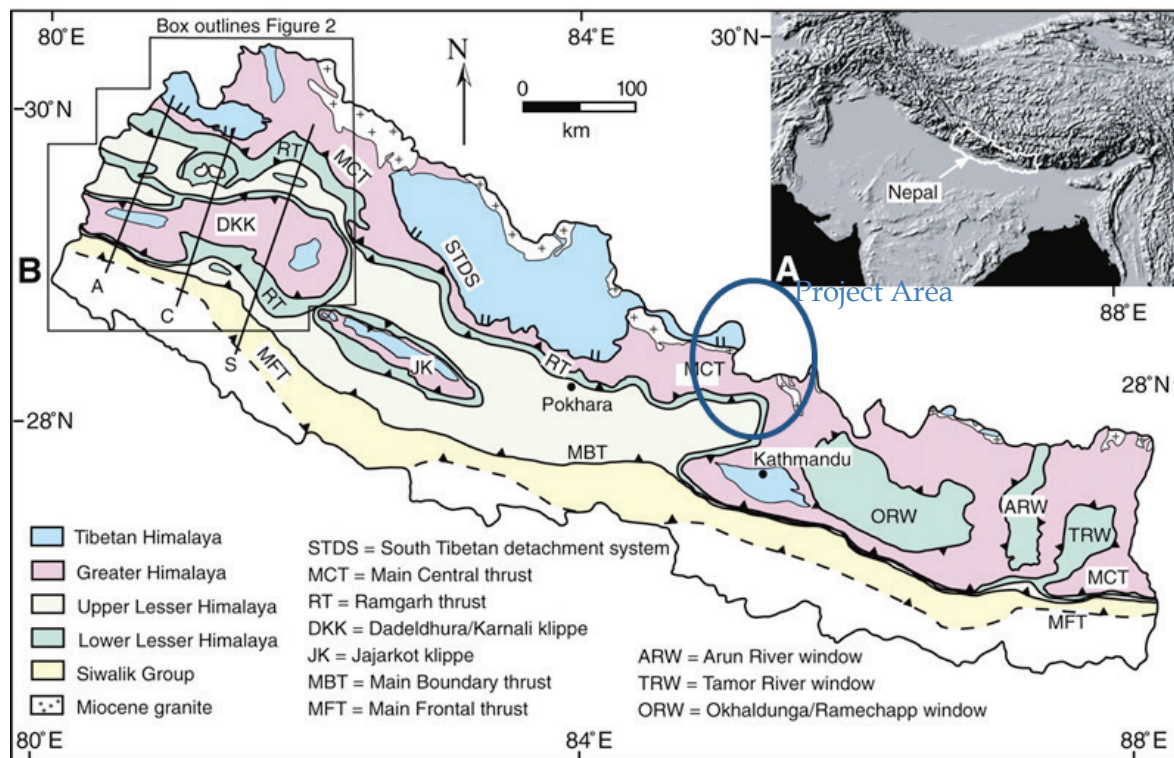 80˚E
Box outlines Figure 2
84˚E
30˚N
N
0
100
km
30˚N
RT
MCT
DKK
B
STDS
Nepal
A
Project Area
88˚E
A
C
RT
S
MFT
JK
RT
MCT
28˚N
Pokhara
28˚N
MBT
Kathmandu
ORW
ARW
TRW
MCT
MFT
Tibetan Himalaya
Greater Himalaya
Upper Lesser Himalaya
Lower Lesser Himalaya
Siwalik Group
Miocene granite
STDS = South Tibetan detachment system
MCT = Main Central thrust
RT = Ramgarh thrust
DKK = Dadeldhura/Karnali klippe
JK = Jajarkot klippe
MBT = Main Boundary thrust
MFT = Main Frontal thrust
ARW = Arun River window
TRW = Tamor River window
ORW = Okhaldunga/Ramechapp window
80˚E
84˚E
88˚E